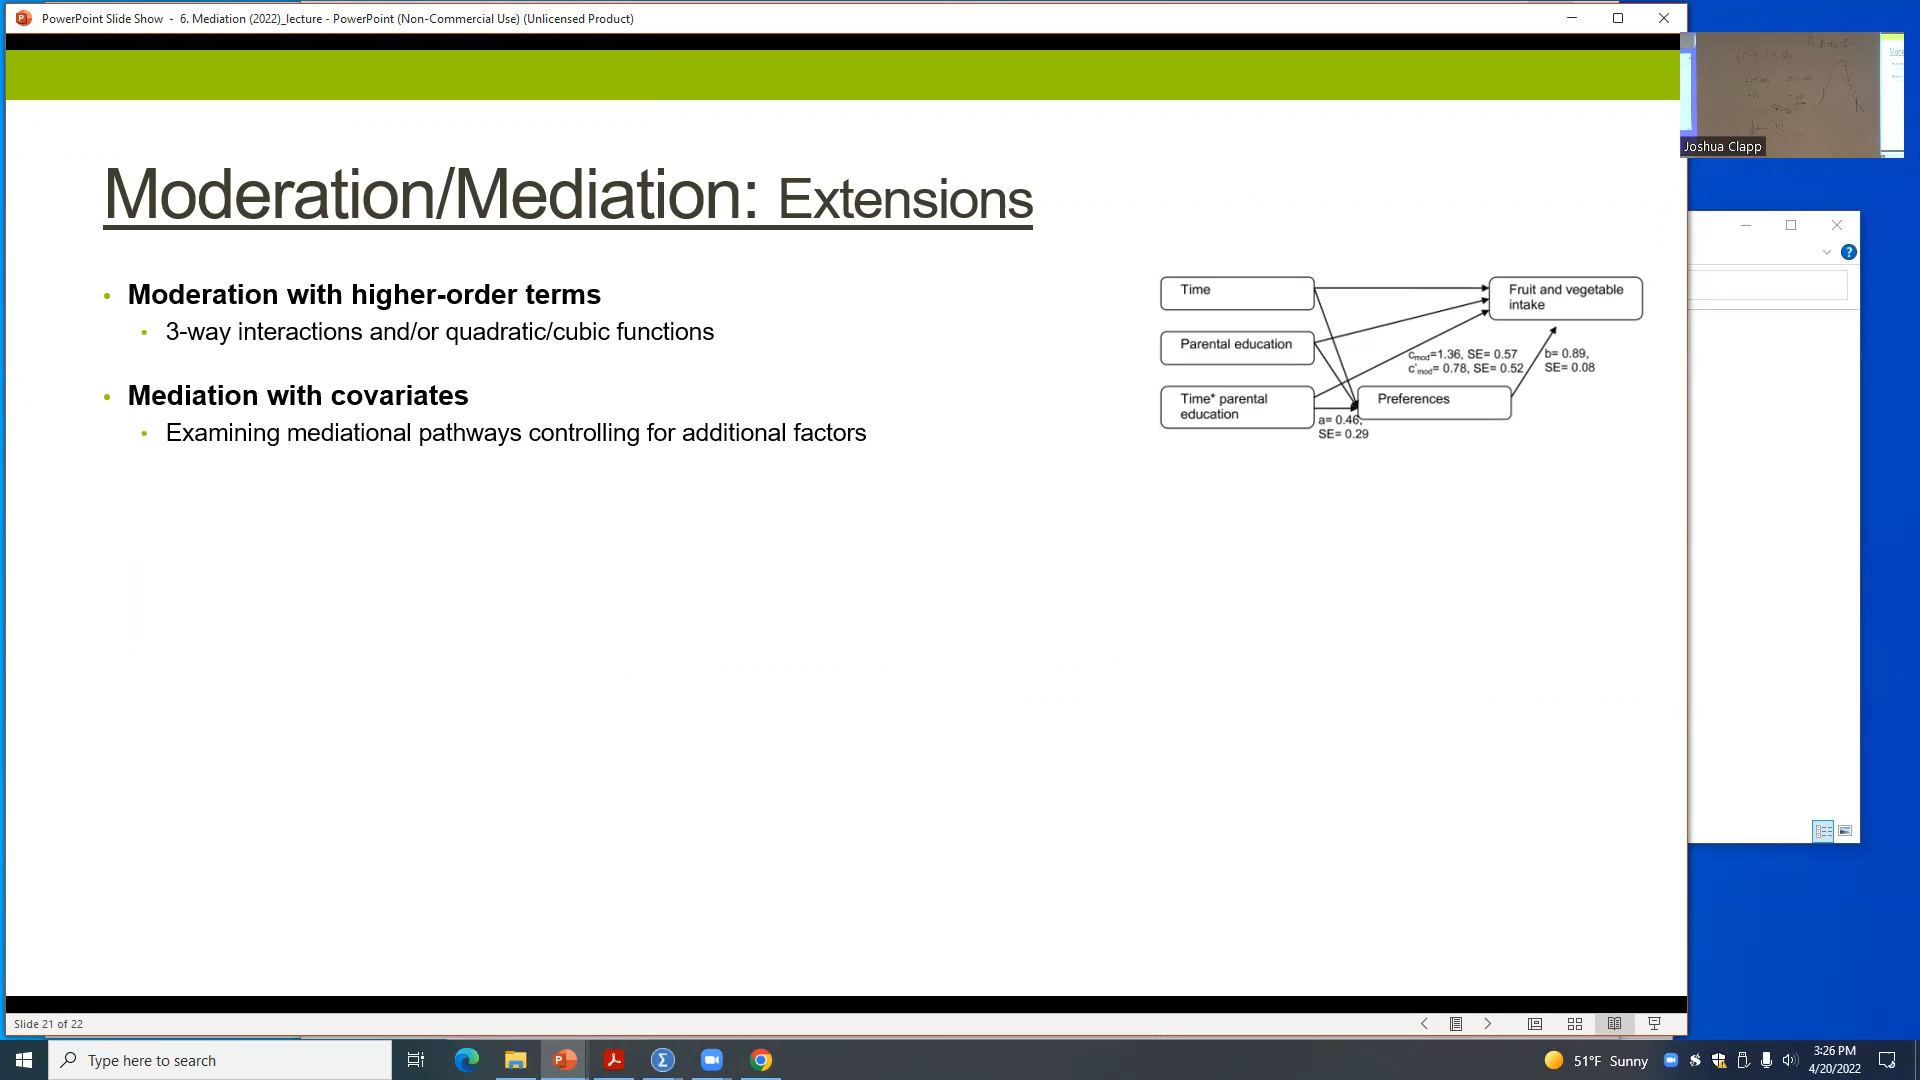 PowerPoint Slide Show - 6. Mediation (2022)_lecture - PowerPoint (Non-Commercial Use) (Unlicensed Product)
Joshua Clapp
Moderation/Mediation: Extensions
• Moderation with higher-order terms
• 3-way interactions and/or quadratic/cubic functions
• Mediation with covariates
• Examining mediational pathways controlling for additional factors
Time
Fruit and vegetable
intake
Parental education
cmod=1.36, SE= 0.57
c'mod= 0.78, SE= 0.52
b= 0.89,
SE= 0.08
Time* parental
education
Preferences
a= 0.46,
SE= 0.29
Slide 21 of 22
Type here to search
51°F Sunny
3:26 PM
4/20/2022